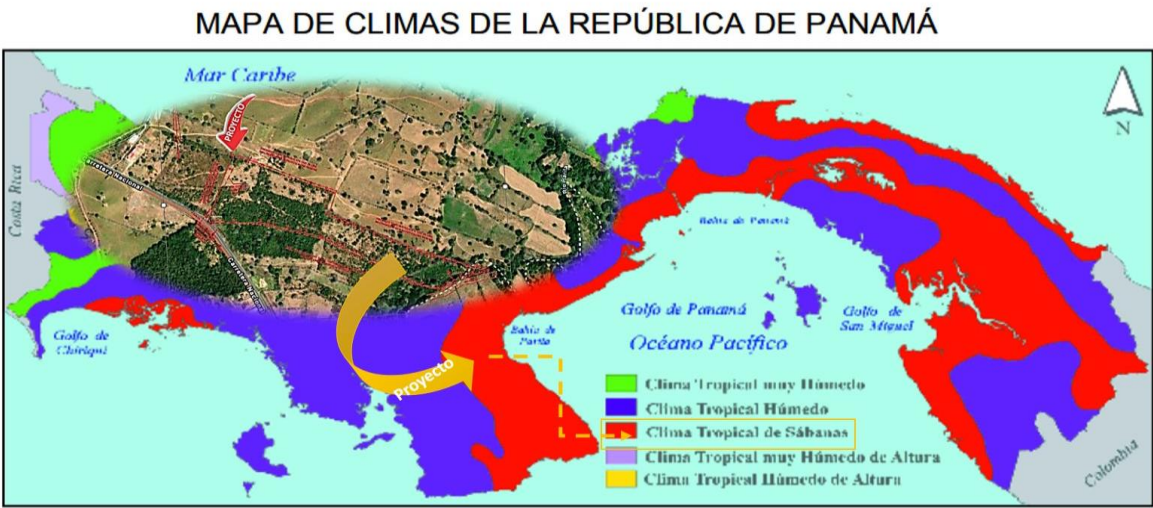 MAPA DE CLIMAS DE LA REPÚBLICA DE PANAMÁ
Mar Caribe
N
PROYECTO
Costa Rica
Carretera Nacional
Bahía de Panamá
Golfo de Panamá
Golfo de
San Miguel
Golfo de
Chiriquí
Bahía de
Parita
Océano Pacífico
Proyecto
Clima Tropical muy Húmedo
Clima Tropical Húmedo
Clima Tropical de Sábanas
Clima Tropical muy Húmedo de Altura
Clima Tropical Húmedo de Altura
Colombia